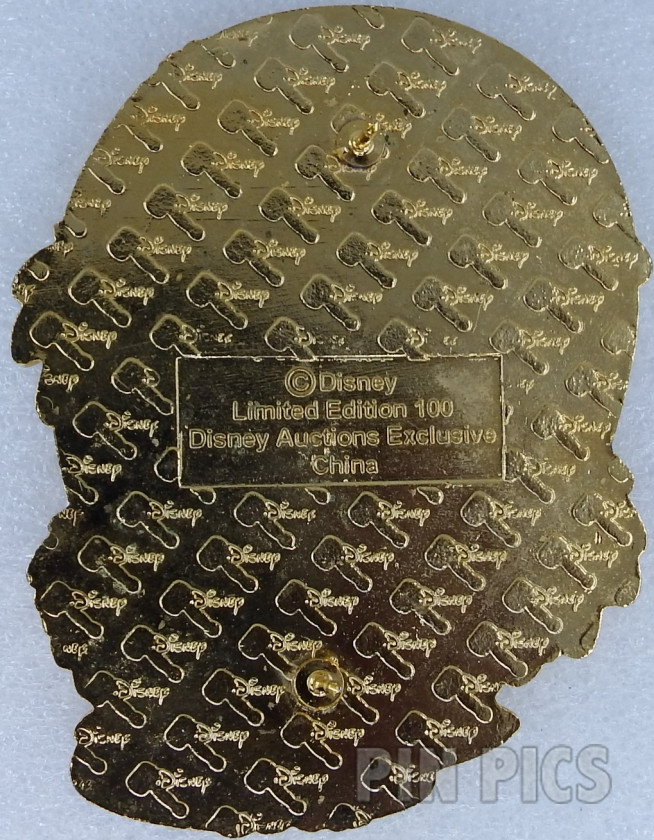 ©Disney
Limited Edition 100
Disney Auctions Exclusive
China
PIN PICS